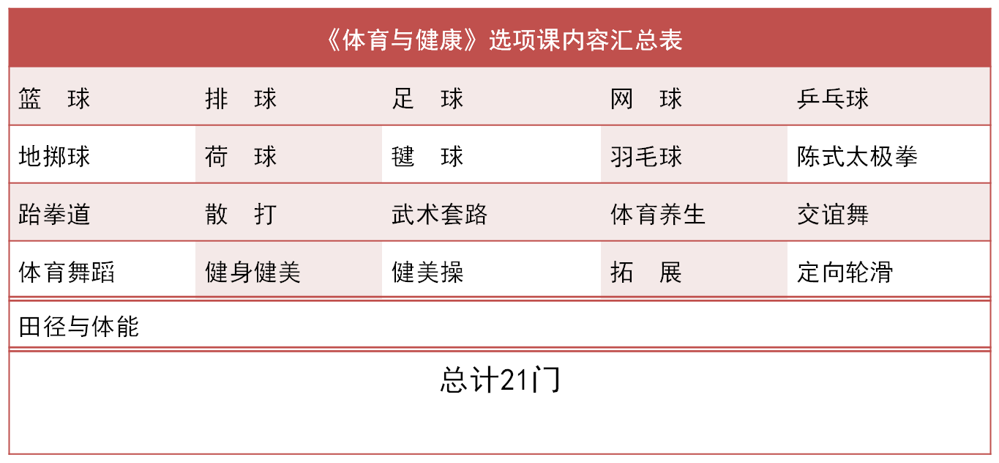 《体育与健康》选项课内容汇总表
篮　球　排　球　足　球　网　球　乒乓球
地掷球　荷　球　毽　球　羽毛球　陈式太极拳
跆拳道　散　打　武术套路　体育养生　交谊舞
体育舞蹈　健身健美　健美操　拓　展　定向轮滑
田径与体能
总计21门